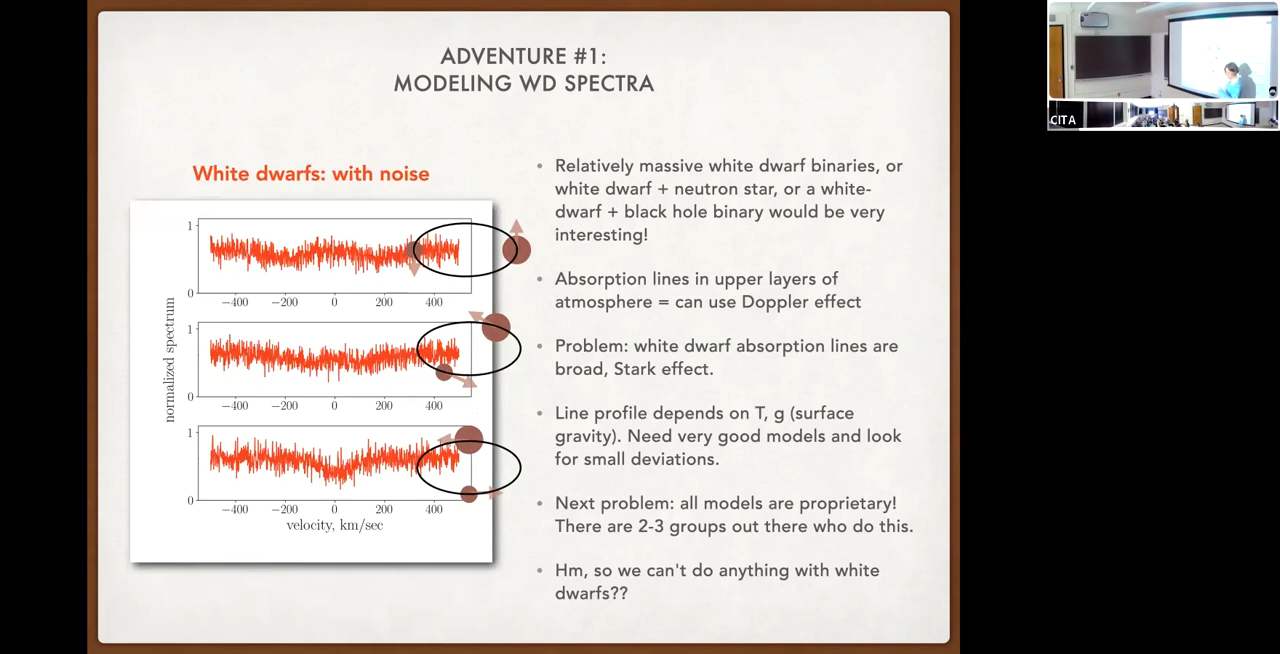 ADVENTURE #1:
MODELING WD SPECTRA
White dwarfs: with noise
1
0
−400 −200 0 200 400
1
0
−400 −200 0 200 400
1
0
−400 −200 0 200 400
velocity, km/sec
normalized spectrum
• Relatively massive white dwarf binaries, or
white dwarf + neutron star, or a white-
dwarf + black hole binary would be very
interesting!
• Absorption lines in upper layers of
atmosphere = can use Doppler effect
• Problem: white dwarf absorption lines are
broad, Stark effect.
• Line profile depends on T, g (surface
gravity). Need very good models and look
for small deviations.
• Next problem: all models are proprietary!
There are 2-3 groups out there who do this.
• Hm, so we can't do anything with white
dwarfs??
CITA